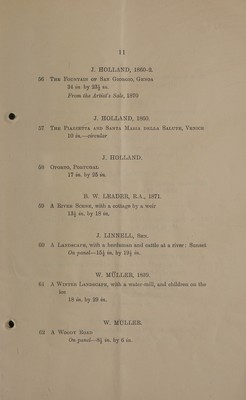 11
J. HOLLAND, 1860-3.
56 The Fountain of San Giorgio, Genoa
34 in by 23½ in.
From the Artist's Sale, 1870
J. HOLLAND, 1860.
57 The Piazzetta and Santa Maria della Salute, Venice
10 in.—circular
J. HOLLAND.
58 Oporto, Portugal
17 in. by 25 in.
B. W. LEADER, R.A., 1871.
59 A River Scene, with a cottage by a weir
13½ in. by 19 in.
J. LINNELL, Sen.
60 A Landscape, with a herdsman and cattle at a river: Sunset
On panel—15½ in. by 13½ in.
W. MÜLLER, 1839.
61 A Winter Landscape, with a water-mill, and children on the
ice
13 in. by 22 in.
W. MÜLLER.
62 A Windy Road
On panel—8½ in. by 6 in.